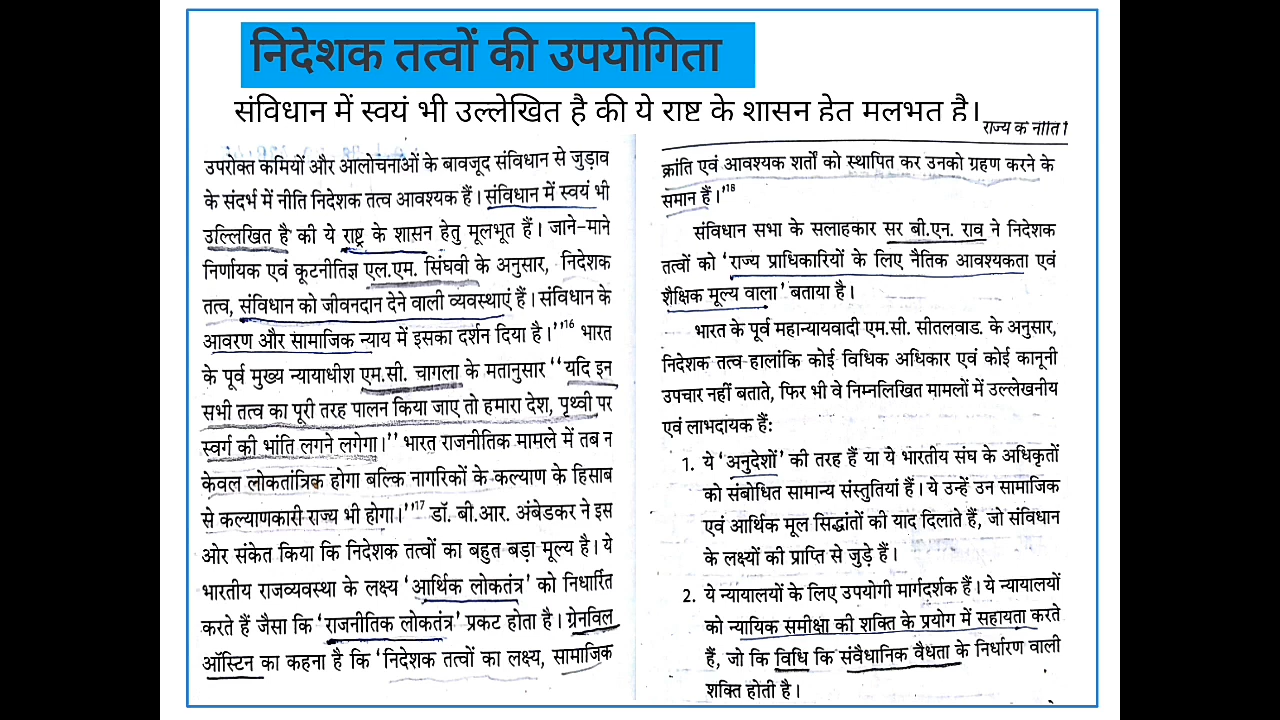 निदेशक तत्वों की उपयोगिता
संविधान में स्वयं भी उल्लेखित है की ये राष्ट के शासन हेत मलभत है।
राज्य के नीति
उपरोक्त कमियों और आलोचनाओं के बावजूद संविधान से जुड़ाव
के संदर्भ में नीति निदेशक तत्व आवश्यक हैं। संविधान में स्वयं भी
उल्लिखित है की ये राष्ट्र के शासन हेतु मूलभूत हैं। जाने-माने
निर्णायक एवं कूटनीतिज्ञ एल.एम. सिंघवी के अनुसार, निदेशक
तत्व, संविधान को जीवनदान देने वाली व्यवस्थाएं हैं। संविधान के
आवरण और सामाजिक न्याय में इसका दर्शन दिया है।''16 भारत
के पूर्व मुख्य न्यायाधीश एम.सी. चागला के मतानुसार ''यदि इन
सभी तत्व का पूरी तरह पालन किया जाए तो हमारा देश, पृथ्वी पर
स्वर्ग की भांति लगने लगेगा।'' भारत राजनीतिक मामले में तब न
केवल लोकतांत्रिक होगा बल्कि नागरिकों के कल्याण के हिसाब
से कल्याणकारी राज्य भी होगा।''17 डॉ. बी.आर. अंबेडकर ने इस
ओर संकेत किया कि निदेशक तत्वों का बहुत बड़ा मूल्य है। ये
भारतीय राजव्यवस्था के लक्ष्य 'आर्थिक लोकतंत्र' को निर्धारित
करते हैं जैसा कि 'राजनीतिक लोकतंत्र' प्रकट होता है। ग्रेनविल
ऑस्टिन का कहना है कि 'निदेशक तत्वों का लक्ष्य, सामाजिक
क्रांति एवं आवश्यक शर्तों को स्थापित कर उनको ग्रहण करने के
समान हैं।'18
संविधान सभा के सलाहकार सर बी.एन. राव ने निदेशक
तत्वों को 'राज्य प्राधिकारियों के लिए नैतिक आवश्यकता एवं
शैक्षिक मूल्य वाला' बताया है।
भारत के पूर्व महान्यायवादी एम.सी. सीतलवाड. के अनुसार,
निदेशक तत्व हालांकि कोई विधिक अधिकार एवं कोई कानूनी
उपचार नहीं बताते, फिर भी वे निम्नलिखित मामलों में उल्लेखनीय
एवं लाभदायक हैं:
1. ये 'अनुदेशों' की तरह हैं या ये भारतीय संघ के अधिकृतों
को संबोधित सामान्य संस्तुतियां हैं। ये उन्हें उन सामाजिक
एवं आर्थिक मूल सिद्धांतों की याद दिलाते हैं, जो संविधान
के लक्ष्यों की प्राप्ति से जुड़े हैं।
2. ये न्यायालयों के लिए उपयोगी मार्गदर्शक हैं। ये न्यायालयों
को न्यायिक समीक्षा की शक्ति के प्रयोग में सहायता करते
हैं, जो कि विधि कि संवैधानिक वैधता के निर्धारण वाली
शक्ति होती है।